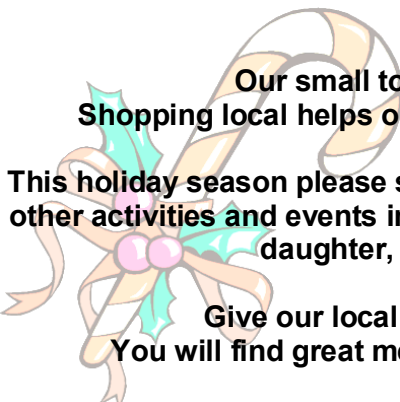 Our small
Shopping local helps
This holiday season please
other activities and events
daughter,
Give our local
You will find great